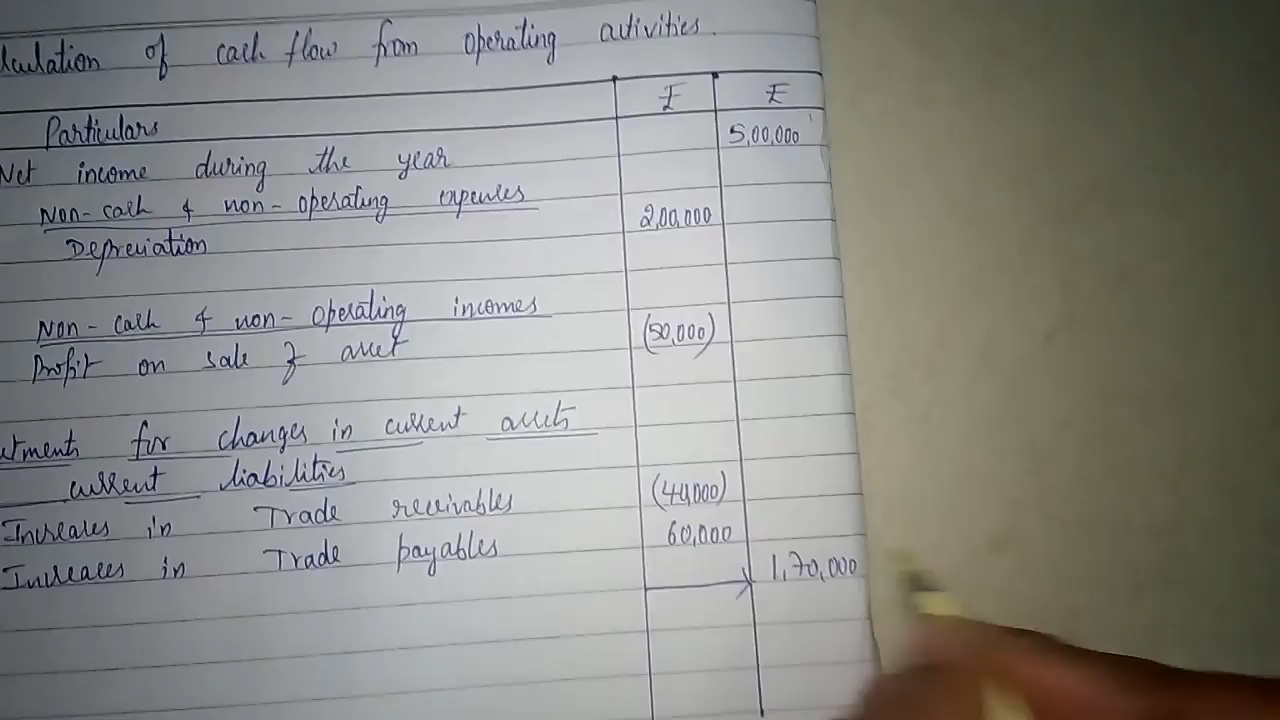 lculation of cash flow from operating activities.
Particulars ₤ ₤
Net income during the year 5,00,000
Non-cash & non-operating expenses
Depreciation 2,00,000
Non-cash & non-operating incomes
Profit on sale of asset (50,000)
etments for changes in current assets
current liabilities
Increases in Trade receivables (44,000)
Increases in Trade payables 60,000
1,70,000